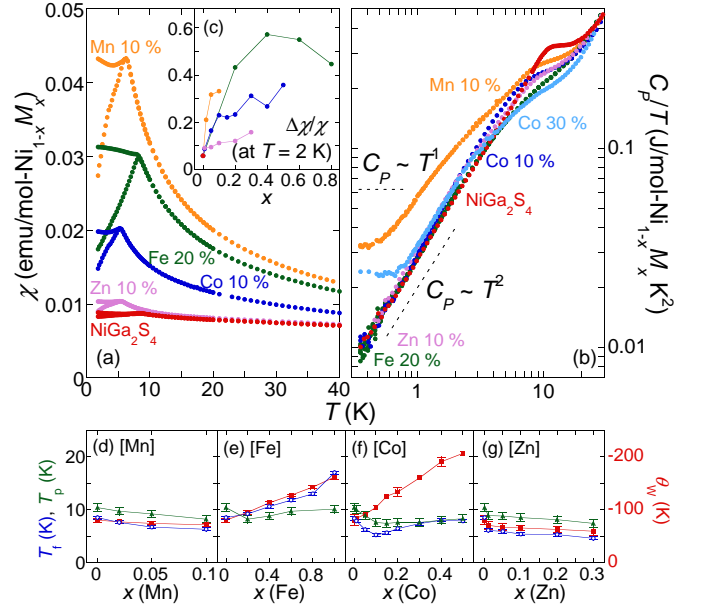 0.05
0.04
0.03
0.02
0.01
0
χ (emu/mol-Ni1-x Mx)
Mn 10 %
Fe 20 %
Co 10 %
Zn 10 %
NiGa2S4
(a)
0 10 20 30 40
(c)
0.6
0.4
0.2
0
0 0.2 0.4 0.6 0.8
x
Δχ/χ
(at T = 2 K)
T (K)
Mn 10 %
Co 30 %
Co 10 %
NiGa2S4
CP ~ T1
CP ~ T2
Zn 10 %
Fe 20 %
(b)
1 10
0.1
0.01
CP/T (J/mol-Ni1-x Mx K2)
(d) [Mn]
(e) [Fe]
(f) [Co]
(g) [Zn]
20
10
0
Tf (K), Tp (K)
-200
-100
0
θW (K)
0 0.05 0.1
0 0.4 0.8
0 0.2 0.4
0 0.1 0.2 0.3
x (Mn)
x (Fe)
x (Co)
x (Zn)